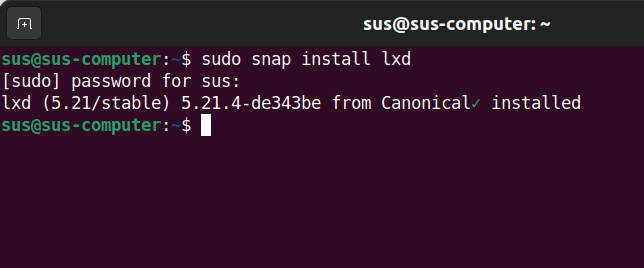 sus@sus-computer: ~
sus@sus-computer:~$ sudo snap install lxd
[sudo] password for sus:
lxd (5.21/stable) 5.21.4-de343be from Canonical✓ installed
sus@sus-computer:~$